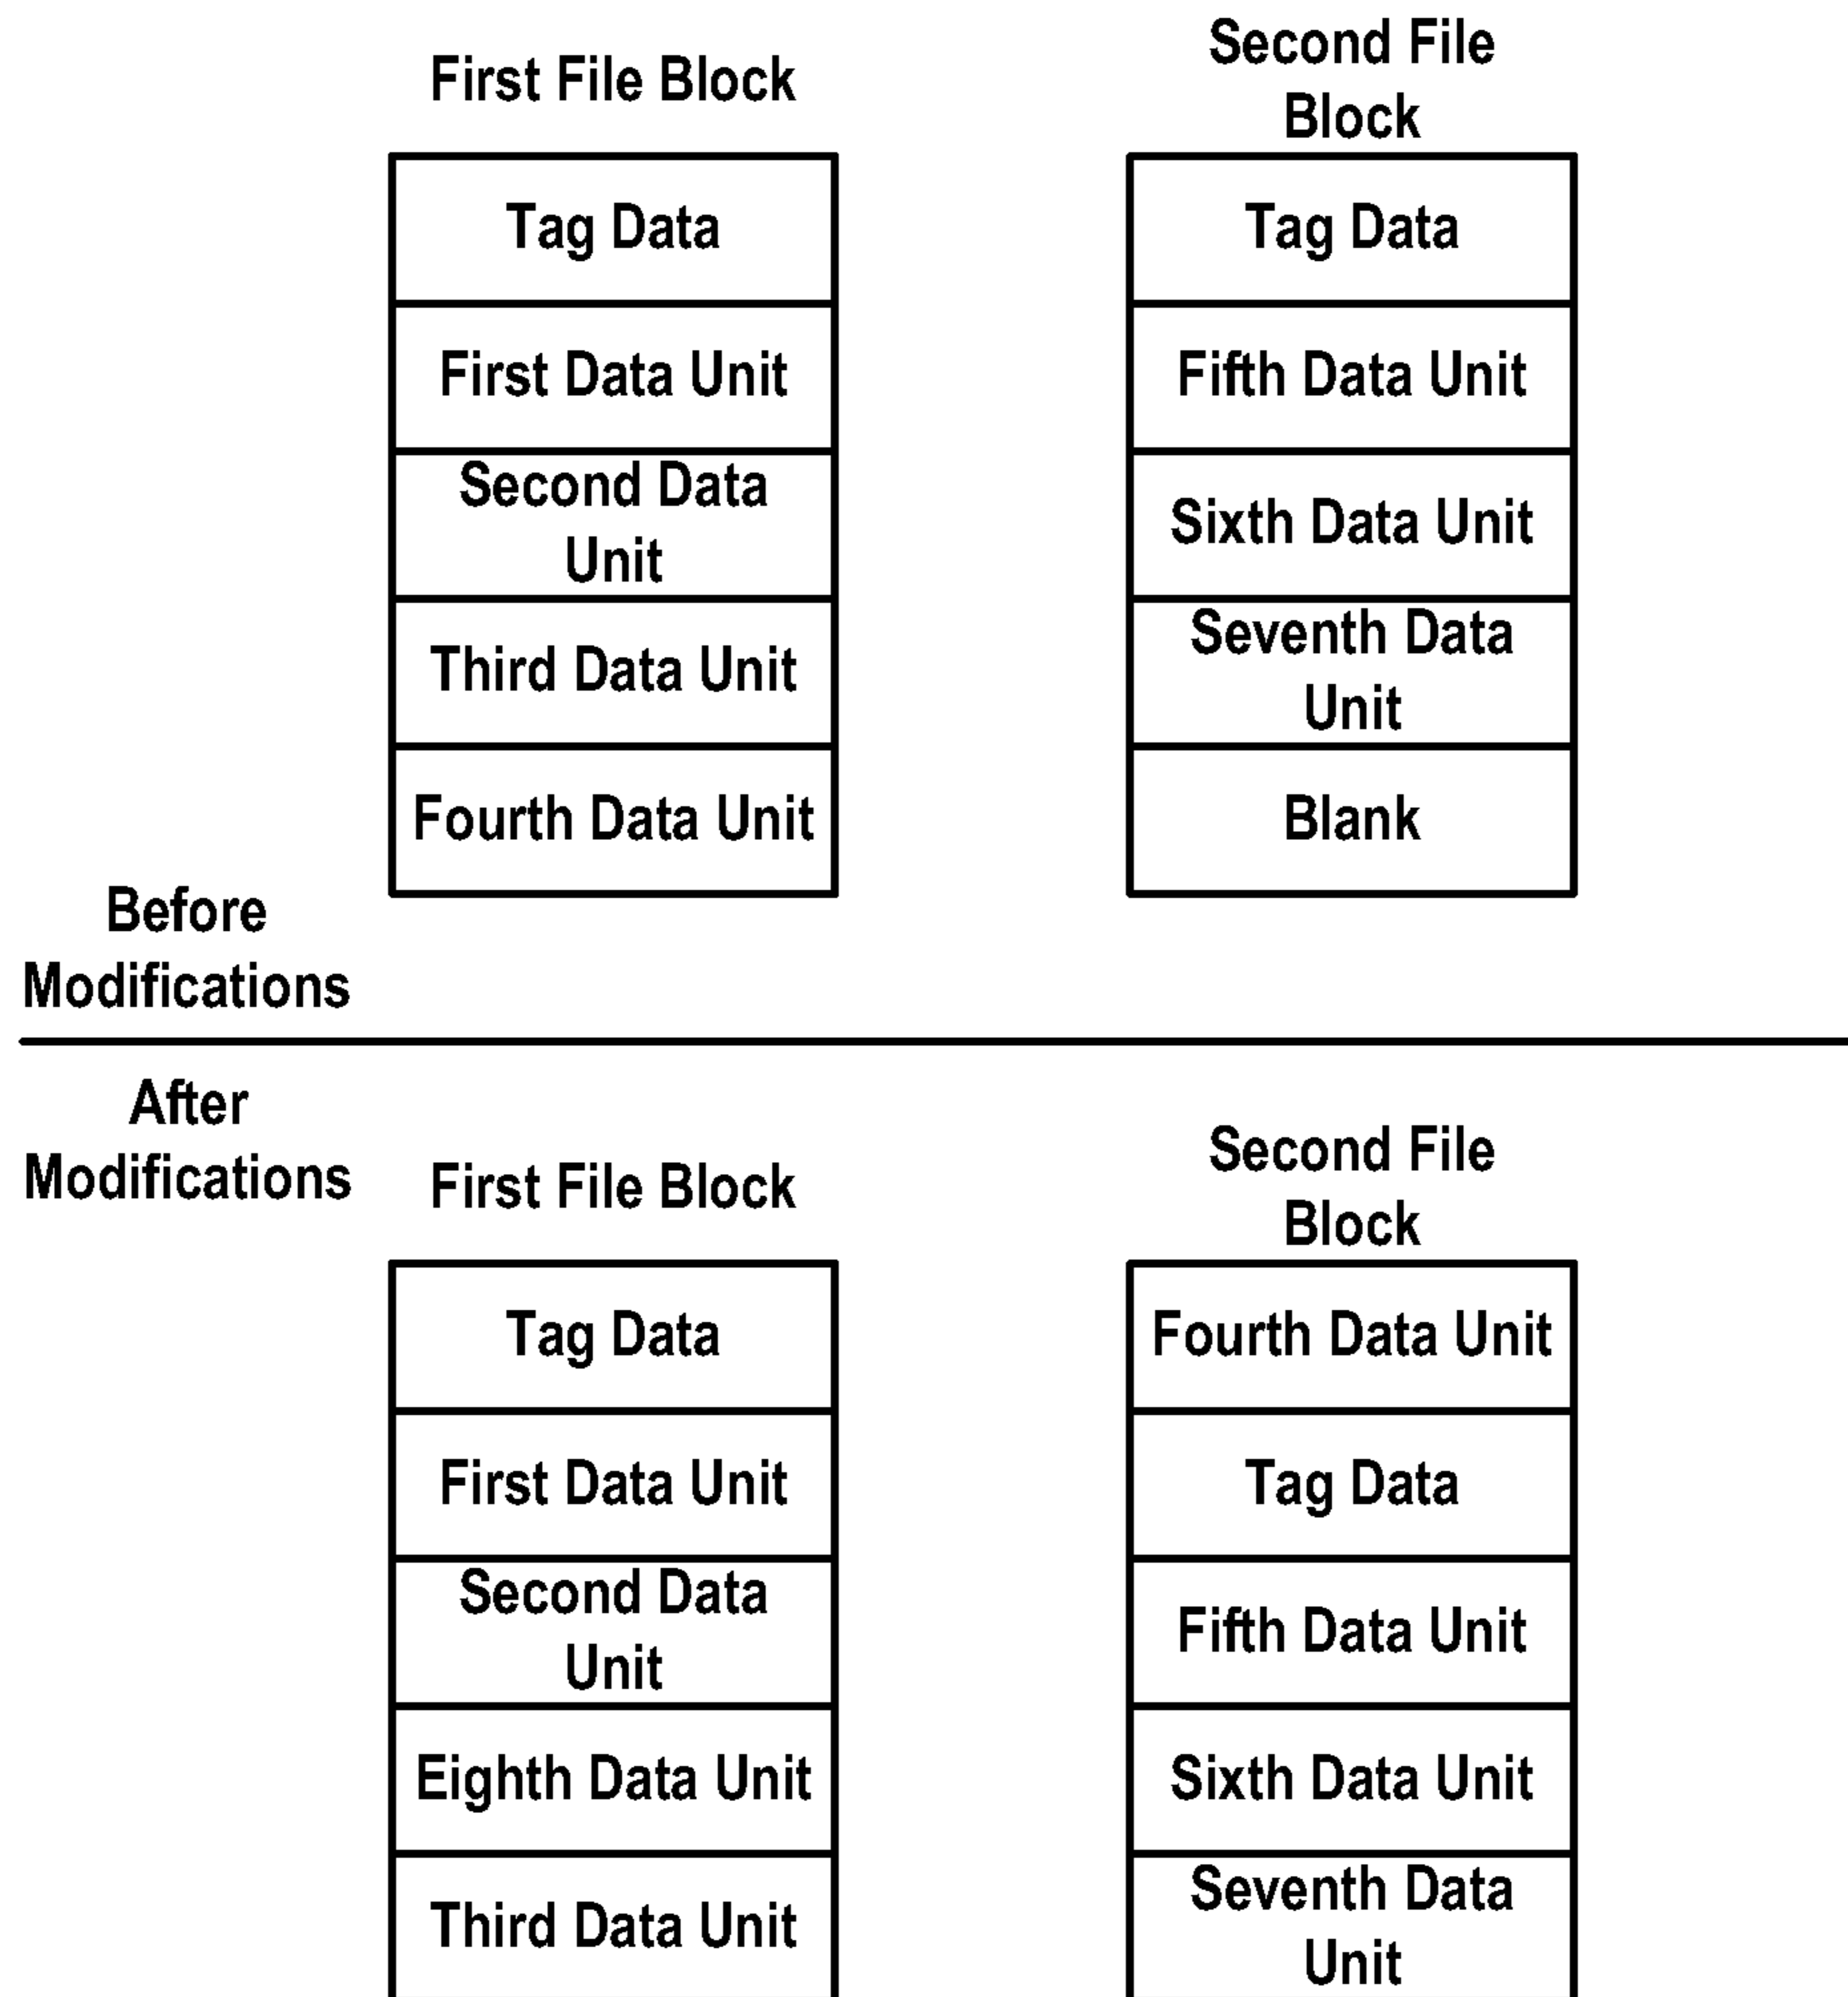 First File Block
Tag Data
First Data Unit
Second Data
Unit
Third Data Unit
Fourth Data Unit
Second File
Block
Tag Data
Fifth Data Unit
Sixth Data Unit
Seventh Data
Unit
Blank
Before
Modifications
After
Modifications
First File Block
Tag Data
First Data Unit
Second Data
Unit
Eighth Data Unit
Third Data Unit
Second File
Block
Fourth Data Unit
Tag Data
Fifth Data Unit
Sixth Data Unit
Seventh Data
Unit